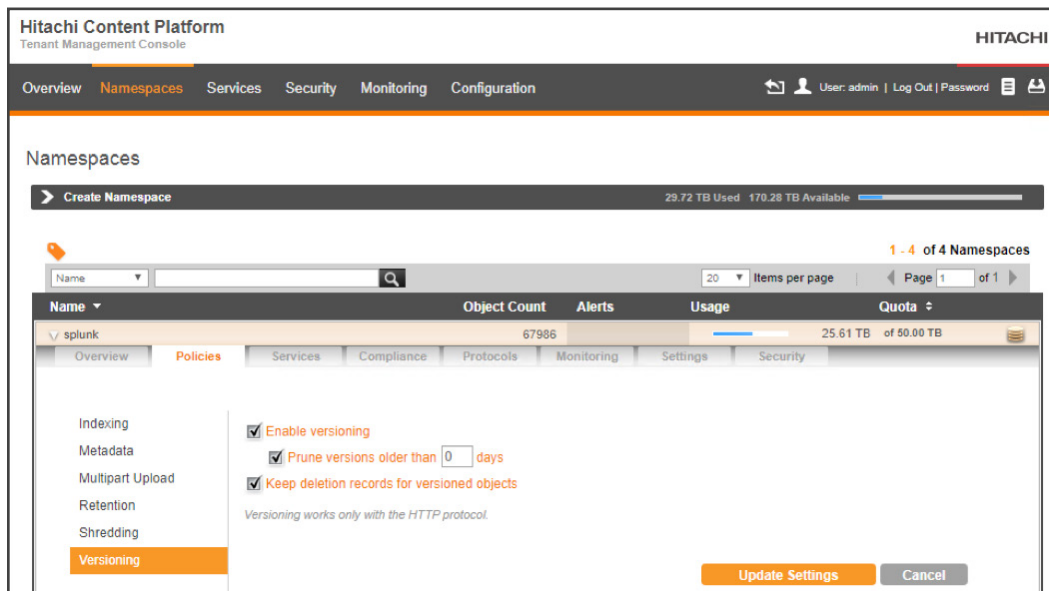 Hitachi Content Platform
Tenant Management Console
HITACHI
Overview Namespaces Services Security Monitoring Configuration
User: admin | Log Out | Password
Namespaces
Create Namespace
29.72 TB Used 170.28 TB Available
1 - 4 of 4 Namespaces
Name
20 Items per page
Page 1 of 1
Name Object Count Alerts Usage Quota
splunk 67986 25.61 TB of 50.00 TB
Overview Policies Services Compliance Protocols Monitoring Settings Security
Indexing
Metadata
Multipart Upload
Retention
Shredding
Versioning
Enable versioning
Prune versions older than 0 days
Keep deletion records for versioned objects
Versioning works only with the HTTP protocol.
Update Settings Cancel